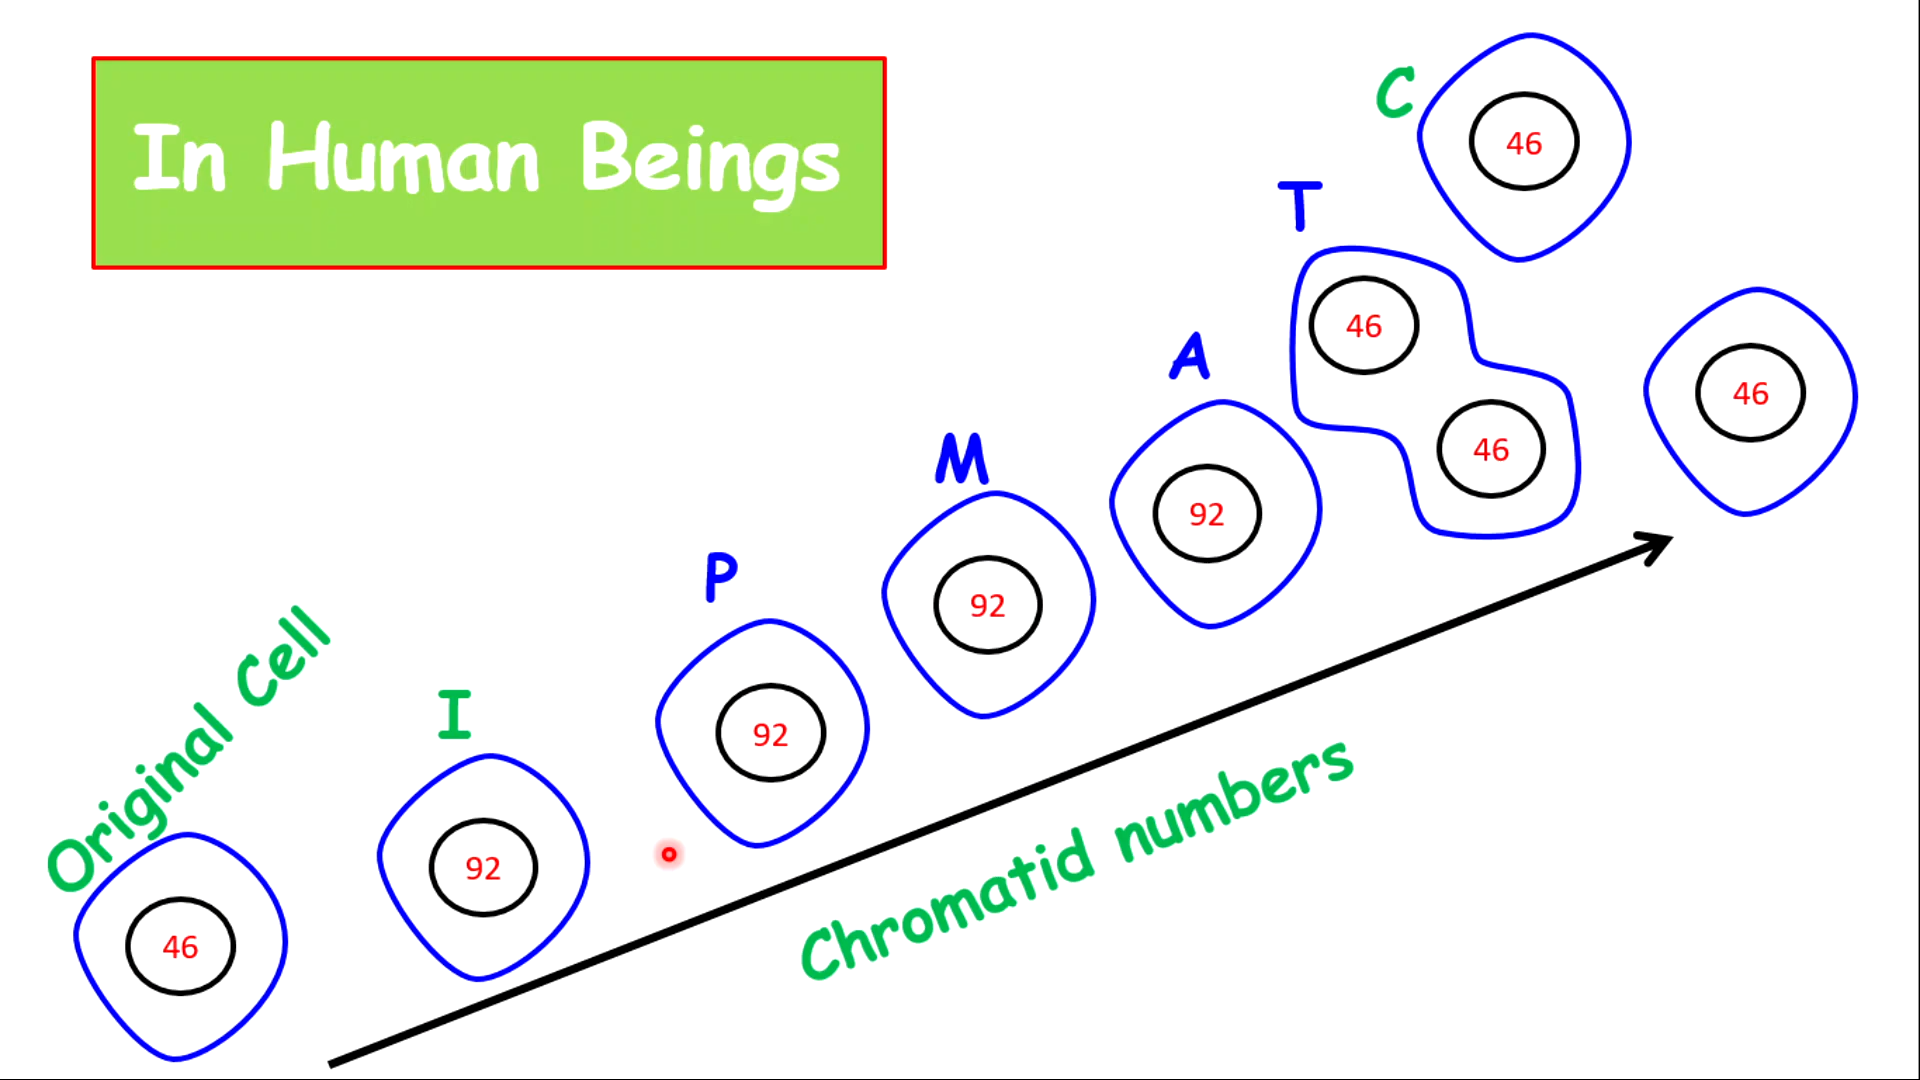 In Human Beings
Original Cell
46
I
92
P
92
M
92
A
92
T
46
46
C
46
46
Chromatid numbers